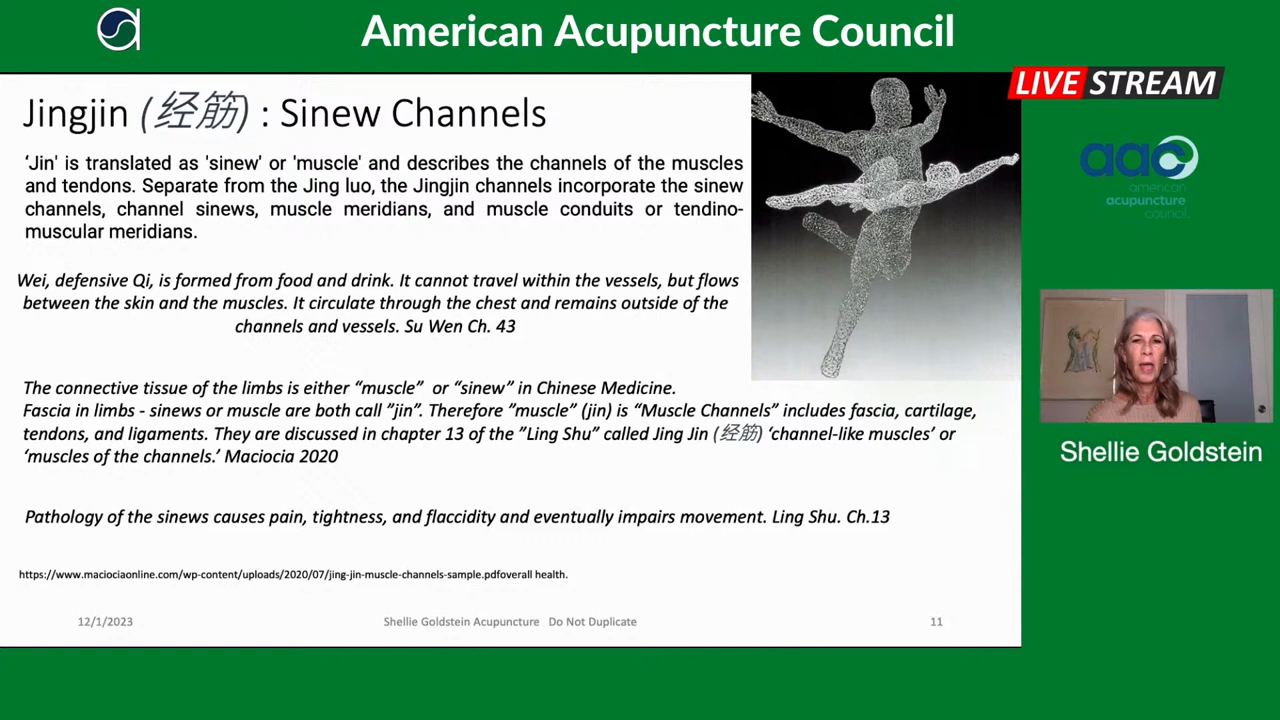 American Acupuncture Council
LIVE STREAM
Jingjin (经筋) : Sinew Channels
‘Jin' is translated as 'sinew' or 'muscle' and describes the channels of the muscles
and tendons. Separate from the Jing luo, the Jingjin channels incorporate the sinew
channels, channel sinews, muscle meridians, and muscle conduits or tendino-
muscular meridians.
Wei, defensive Qi, is formed from food and drink. It cannot travel within the vessels, but flows
between the skin and the muscles. It circulate through the chest and remains outside of the
channels and vessels. Su Wen Ch. 43
The connective tissue of the limbs is either “muscle” or “sinew” in Chinese Medicine.
Fascia in limbs - sinews or muscle are both call ”jin”. Therefore ”muscle” (jin) is “Muscle Channels” includes fascia, cartilage,
tendons, and ligaments. They are discussed in chapter 13 of the ”Ling Shu” called Jing Jin (经筋) ‘channel-like muscles’ or
‘muscles of the channels.’ Maciocia 2020
Pathology of the sinews causes pain, tightness, and flaccidity and eventually impairs movement. Ling Shu. Ch.13
https://www.maciociaonline.com/wp-content/uploads/2020/07/jing-jin-muscle-channels-sample.pdfoverall health.
12/1/2023
Shellie Goldstein Acupuncture Do Not Duplicate
11
aac
american
acupuncture
council
Shellie Goldstein